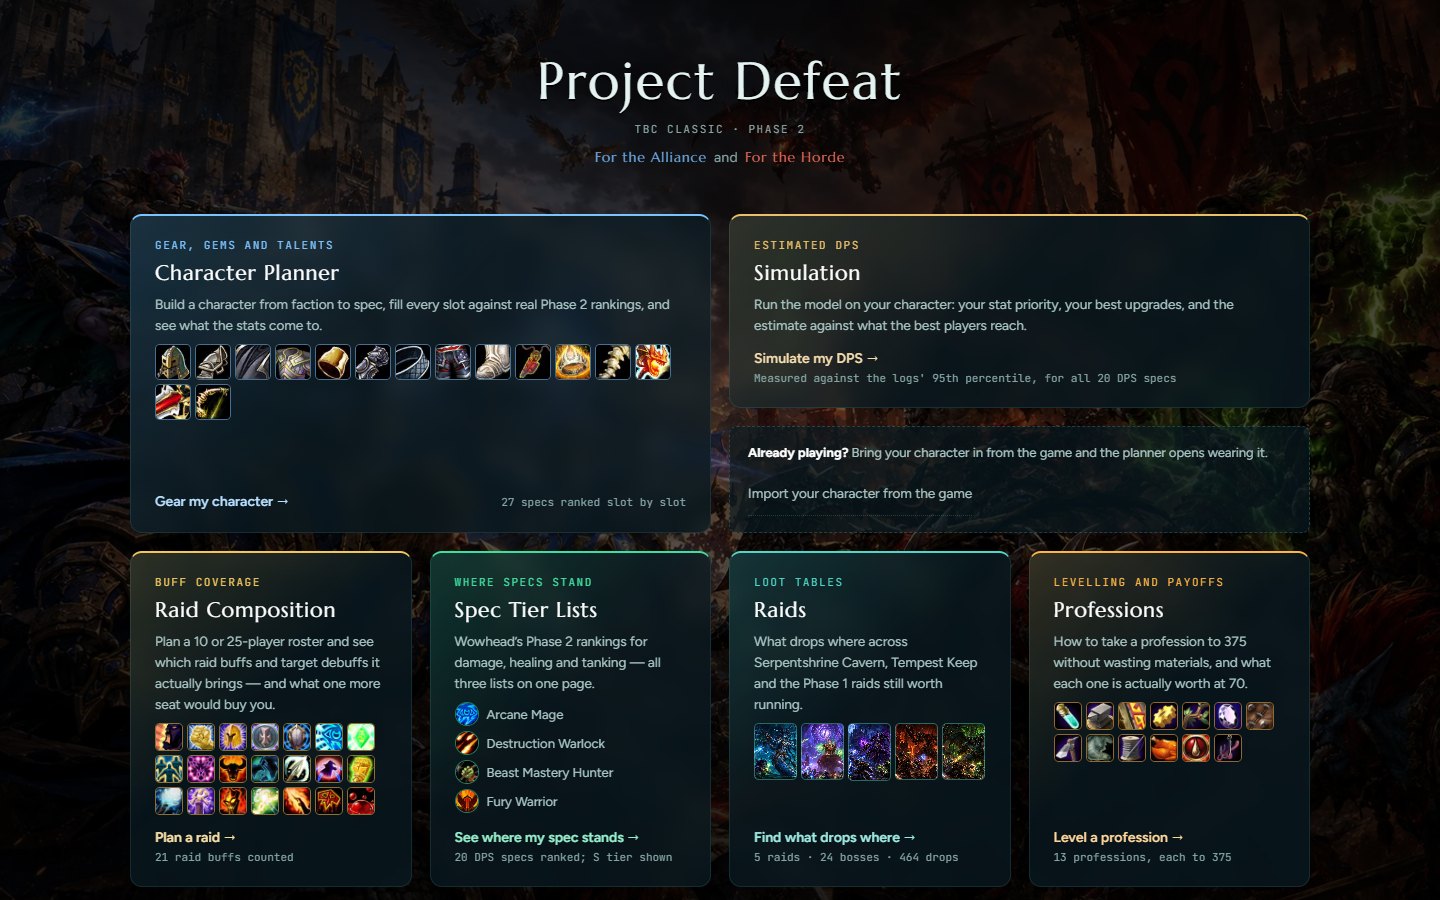 Project Defeat
TBC CLASSIC · PHASE 2
For the Alliance and For the Horde
GEAR, GEMS AND TALENTS
Character Planner
Build a character from faction to spec, fill every slot against real Phase 2 rankings, and
see what the stats come to.
Gear my character →
27 specs ranked slot by slot
ESTIMATED DPS
Simulation
Run the model on your character: your stat priority, your best upgrades, and the
estimate against what the best players reach.
Simulate my DPS →
Measured against the logs' 95th percentile, for all 20 DPS specs
Already playing? Bring your character in from the game and the planner opens wearing it.
Import your character from the game
BUFF COVERAGE
Raid Composition
Plan a 10 or 25-player roster and see
which raid buffs and target debuffs it
actually brings — and what one more
seat would buy you.
Plan a raid →
21 raid buffs counted
WHERE SPECS STAND
Spec Tier Lists
Wowhead's Phase 2 rankings for
damage, healing and tanking — all
three lists on one page.
Arcane Mage
Destruction Warlock
Beast Mastery Hunter
Fury Warrior
See where my spec stands →
20 DPS specs ranked; S tier shown
LOOT TABLES
Raids
What drops where across
Serpentshrine Cavern, Tempest Keep
and the Phase 1 raids still worth
running.
Find what drops where →
5 raids · 24 bosses · 464 drops
LEVELLING AND PAYOFFS
Professions
How to take a profession to 375
without wasting materials, and what
each one is actually worth at 70.
Level a profession →
13 professions, each to 375